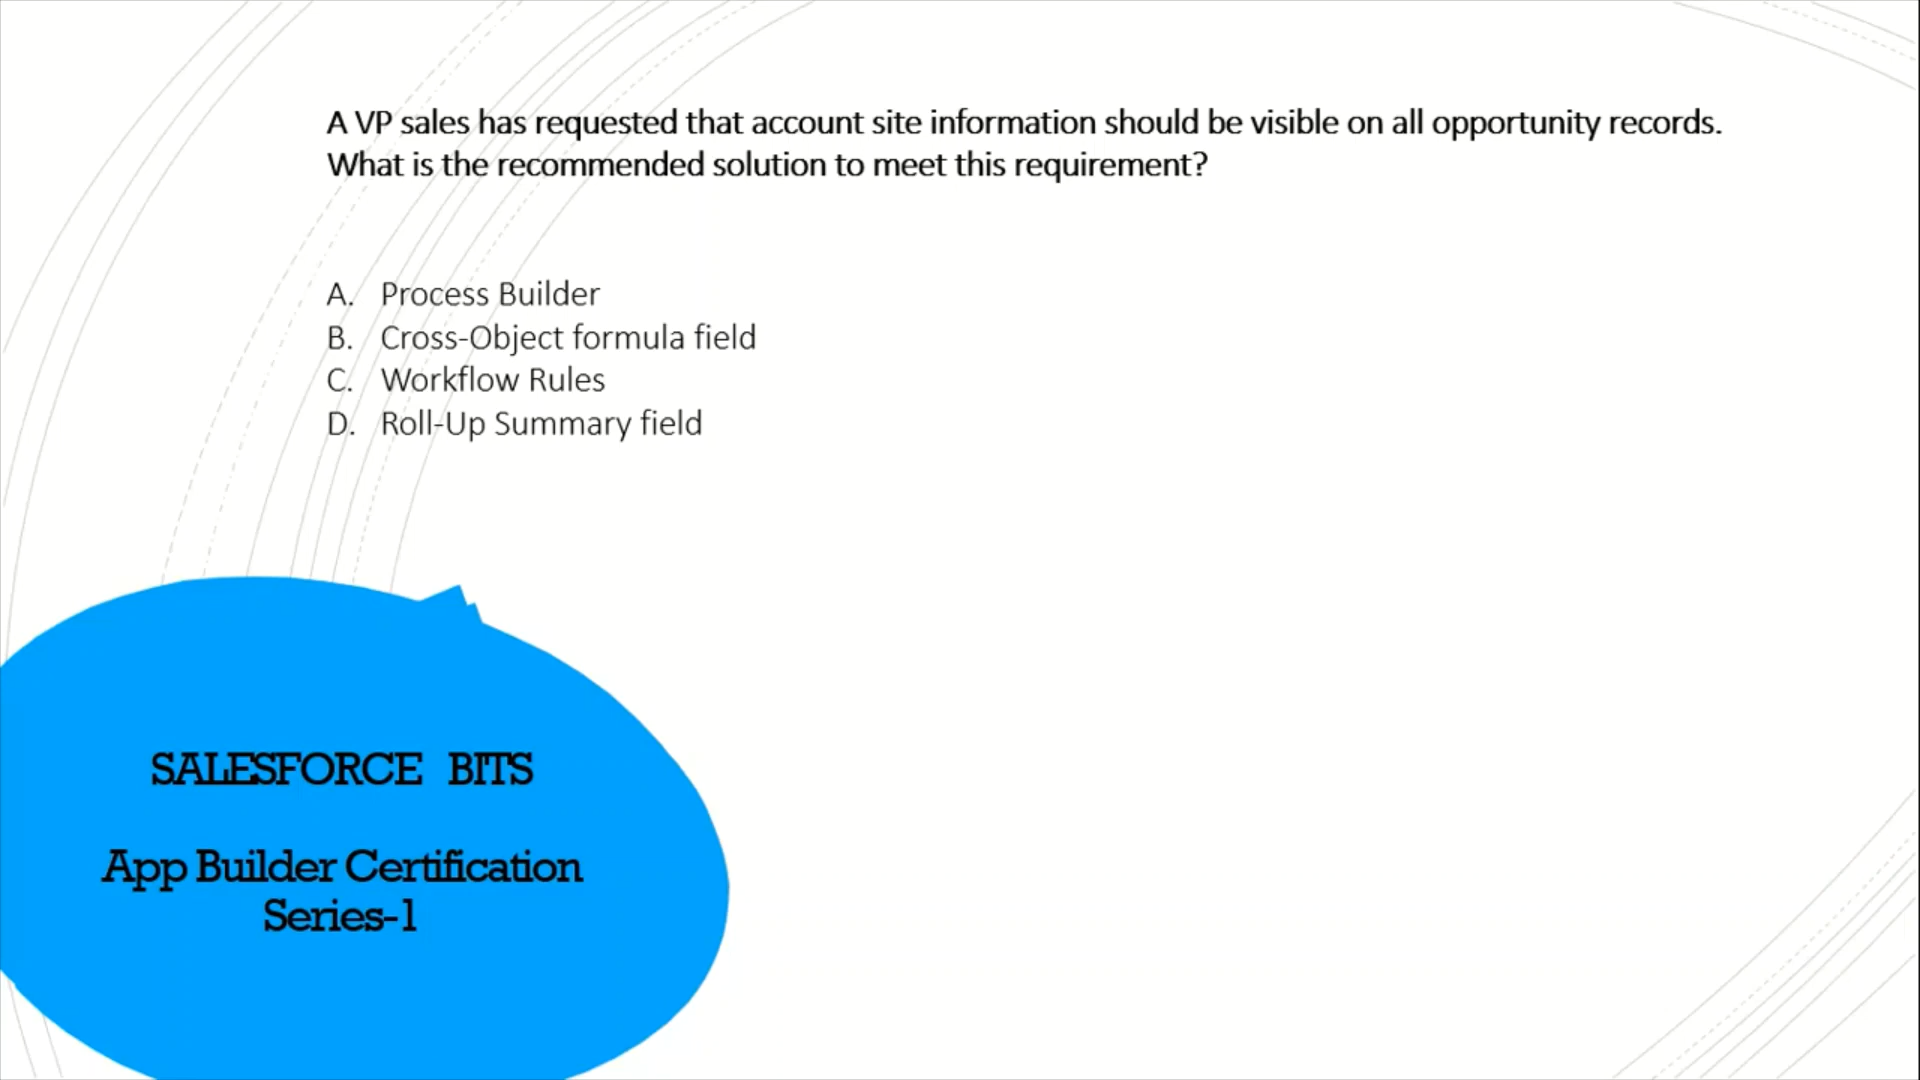 A VP sales has requested that account site information should be visible on all opportunity records.
What is the recommended solution to meet this requirement?
A. Process Builder
B. Cross-Object formula field
C. Workflow Rules
D. Roll-Up Summary field
SALESFORCE BITS
App Builder Certification
Series-1